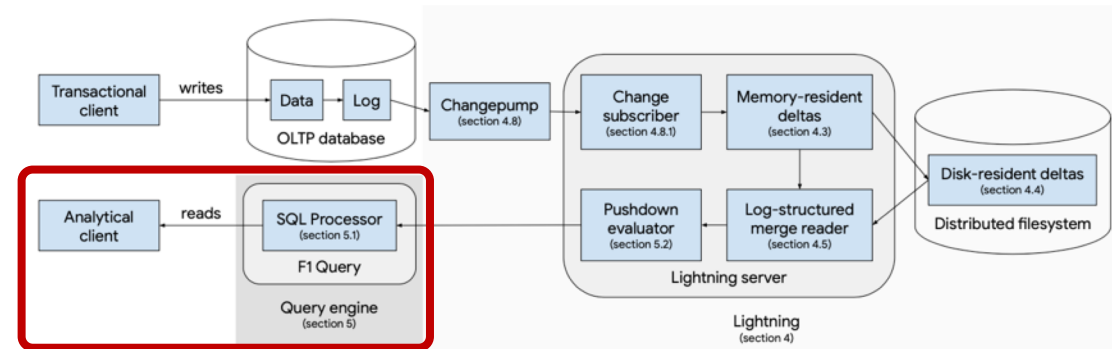 Transactional
client
writes
Data
Log
OLTP database
Changepump
(section 4.8)
Change
subscriber
(section 4.8.1)
Memory-resident
deltas
(section 4.3)
Disk-resident deltas
(section 4.4)
Distributed filesystem
Analytical
client
reads
SQL Processor
(section 5.1)
F1 Query
Query engine
(section 5)
Pushdown
evaluator
(section 5.2)
Log-structured
merge reader
(section 4.5)
Lightning server
Lightning
(section 4)